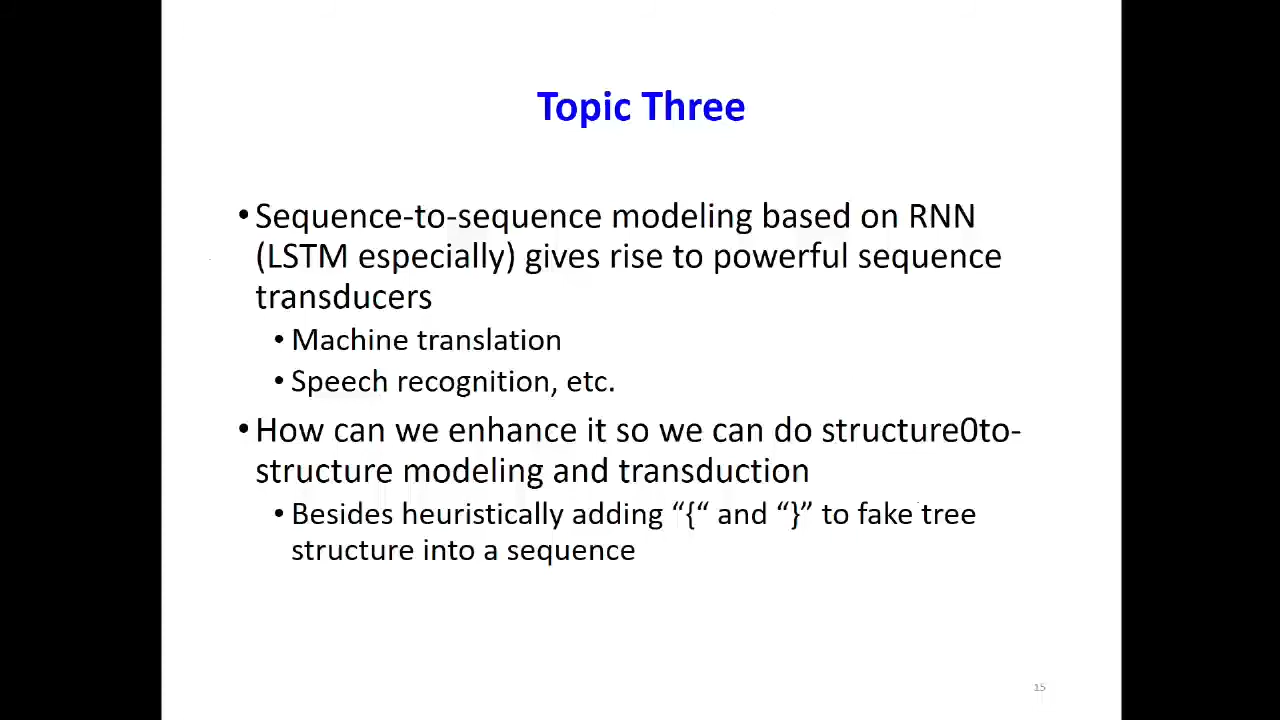 Topic Three
• Sequence-to-sequence modeling based on RNN
(LSTM especially) gives rise to powerful sequence
transducers
• Machine translation
• Speech recognition, etc.
• How can we enhance it so we can do structure0to-
structure modeling and transduction
• Besides heuristically adding “{“ and “}” to fake tree
structure into a sequence
15